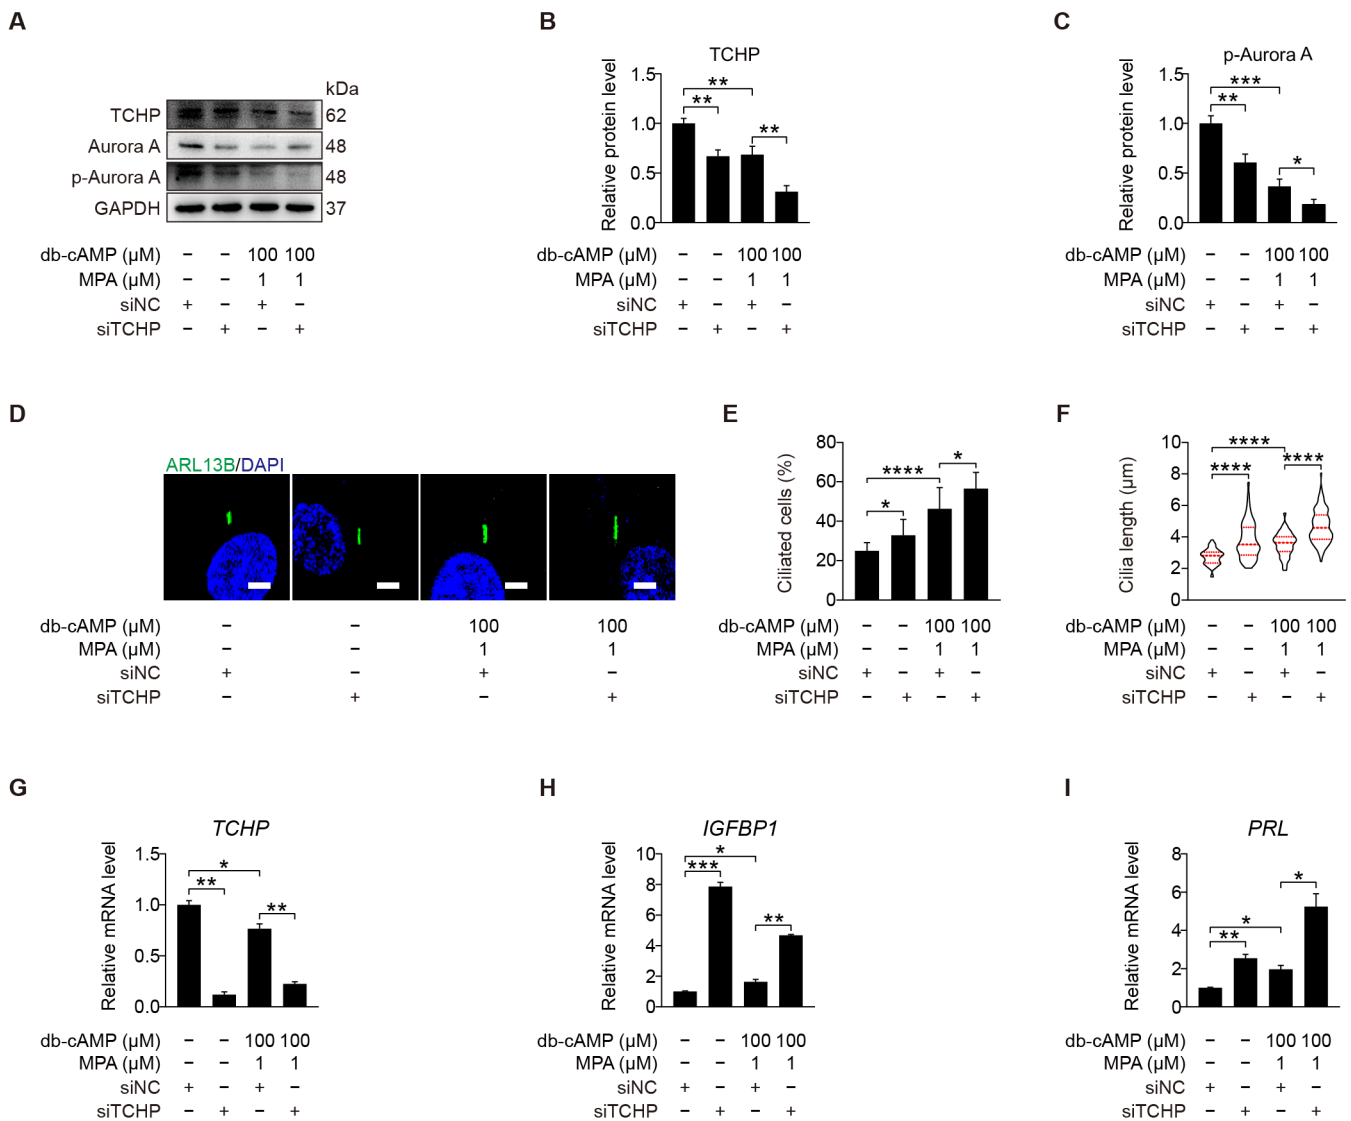 A
kDa
TCHP 62
Aurora A 48
p-Aurora A 48
GAPDH 37
db-cAMP (µM) – – 100 100
MPA (µM) – – 1 1
siNC + – + –
siTCHP – + – +
B
TCHP
Relative protein level
1.5
1.0
0.5
0.0
** ** **
db-cAMP (µM) – – 100 100
MPA (µM) – – 1 1
siNC + – + –
siTCHP – + – +
C
p-Aurora A
Relative protein level
1.5
1.0
0.5
0.0
*** ** *
db-cAMP (µM) – – 100 100
MPA (µM) – – 1 1
siNC + – + –
siTCHP – + – +
D
ARL13B/DAPI
db-cAMP (µM) – – 100 100
MPA (µM) – – 1 1
siNC + – + –
siTCHP – + – +
E
Ciliated cells (%)
80
60
40
20
0
**** * *
db-cAMP (µM) – – 100 100
MPA (µM) – – 1 1
siNC + – + –
siTCHP – + – +
F
Cilia length (µm)
10
8
6
4
2
0
**** **** ****
db-cAMP (µM) – – 100 100
MPA (µM) – – 1 1
siNC + – + –
siTCHP – + – +
G
TCHP
Relative mRNA level
1.5
1.0
0.5
0.0
* ** **
db-cAMP (µM) – – 100 100
MPA (µM) – – 1 1
siNC + – + –
siTCHP – + – +
H
IGFBP1
Relative mRNA level
10
8
6
4
2
0
* *** **
db-cAMP (µM) – – 100 100
MPA (µM) – – 1 1
siNC + – + –
siTCHP – + – +
I
PRL
Relative mRNA level
8
6
4
2
0
* * **
db-cAMP (µM) – – 100 100
MPA (µM) – – 1 1
siNC + – + –
siTCHP – + – +